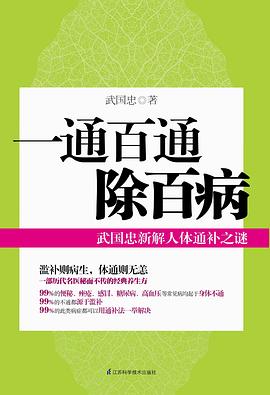 武国忠◎著
一通百通
除百病
武国忠新解人体通补之谜
滥补则病生，体通则无恙
一部历代名医秘而不传的经典养生方
99%的便秘、痤疮、感冒、糖尿病、高血压等常见病均起于身体不通
99%的不通都源于滥补
99%的此类病症都可以用通补法一举解决
江苏科学技术出版社